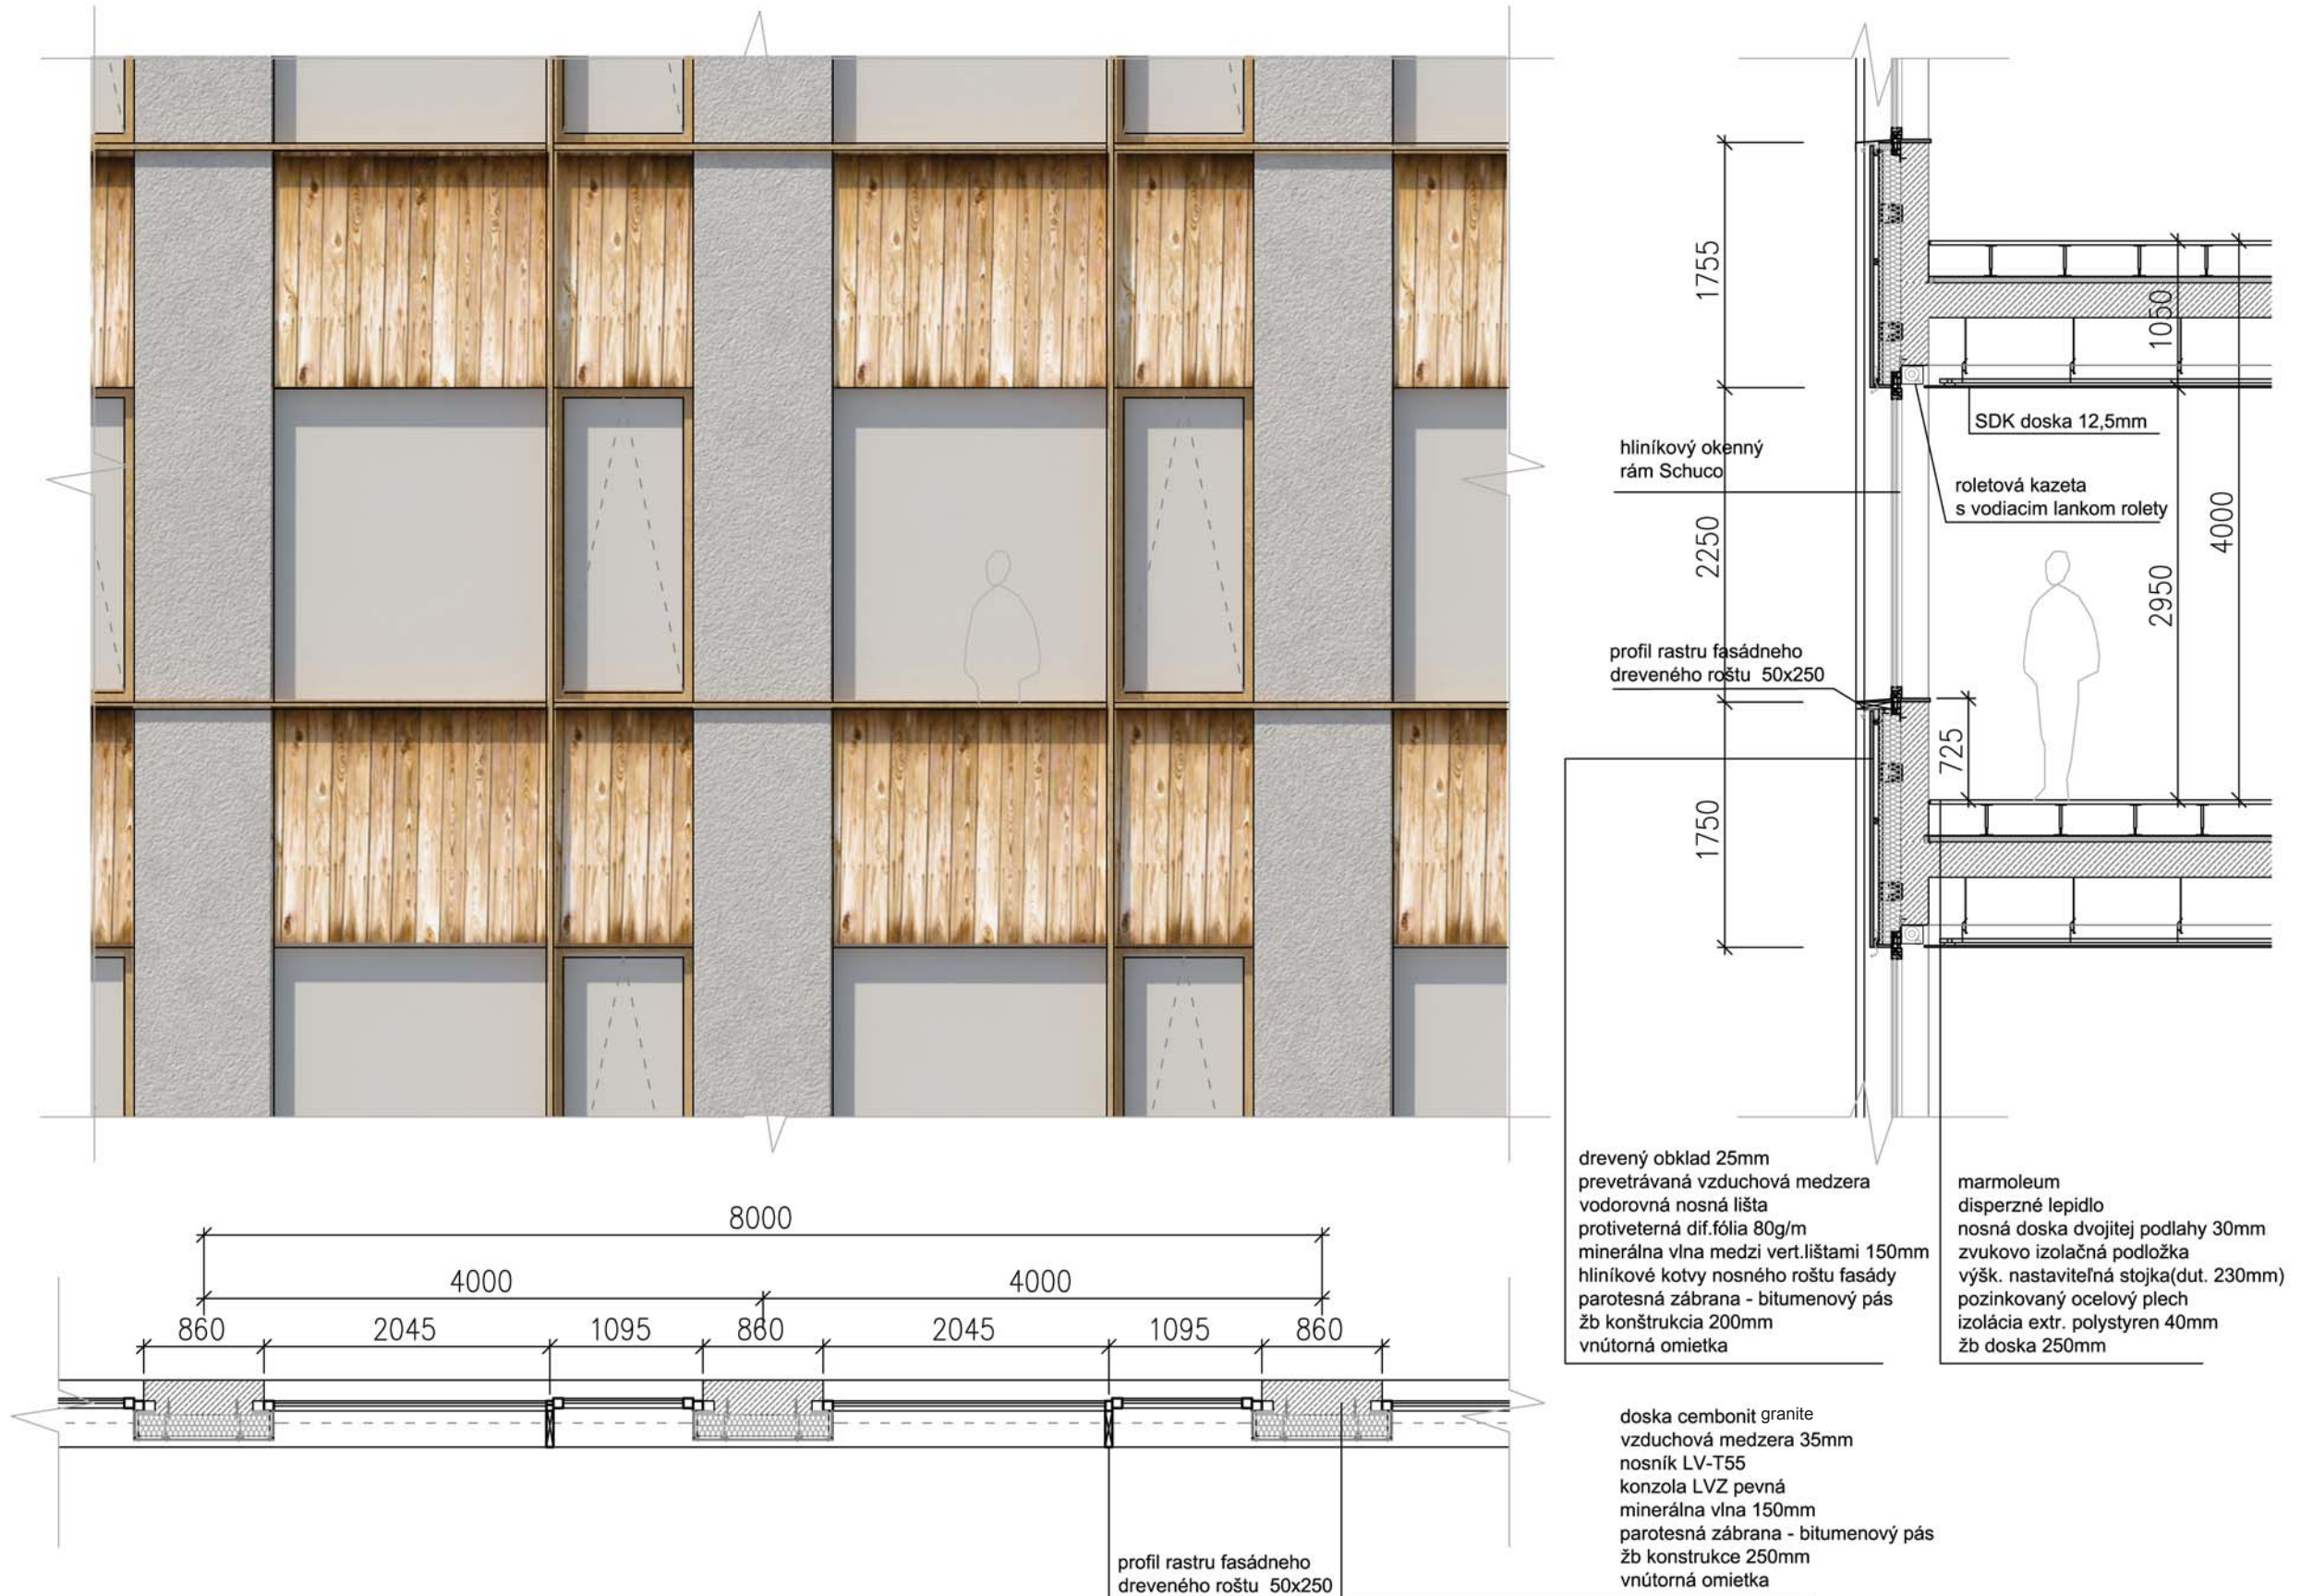 1755
1050
SDK doska 12,5mm
hliníkový okenný
rám Schuco
roletová kazeta
s vodiacim lankom rolety
2250
4000
2950
profil rastru fasádneho
dreveného roštu 50x250
725
1750
drevený obklad 25mm
prevetrávaná vzduchová medzera
vodorovná nosná lišta
protiveterná dif.fólia 80g/m
minerálna vlna medzi vert.lištami 150mm
hliníkové kotvy nosného roštu fasády
parotesná zábrana - bitumenový pás
žb konštrukcia 200mm
vnútorná omietka
marmoleum
disperzné lepidlo
nosná doska dvojitej podlahy 30mm
zvukovo izolačná podložka
výšk. nastaviteľná stojka(dut. 230mm)
pozinkovaný ocelový plech
izolácia extr. polystyren 40mm
žb doska 250mm
8000
4000 4000
860 2045 1095 860 2045 1095 860
doska cembonit granite
vzduchová medzera 35mm
nosník LV-T55
konzola LVZ pevná
minerálna vlna 150mm
parotesná zábrana - bitumenový pás
žb konstrukce 250mm
vnútorná omietka
profil rastru fasádneho
dreveného roštu 50x250